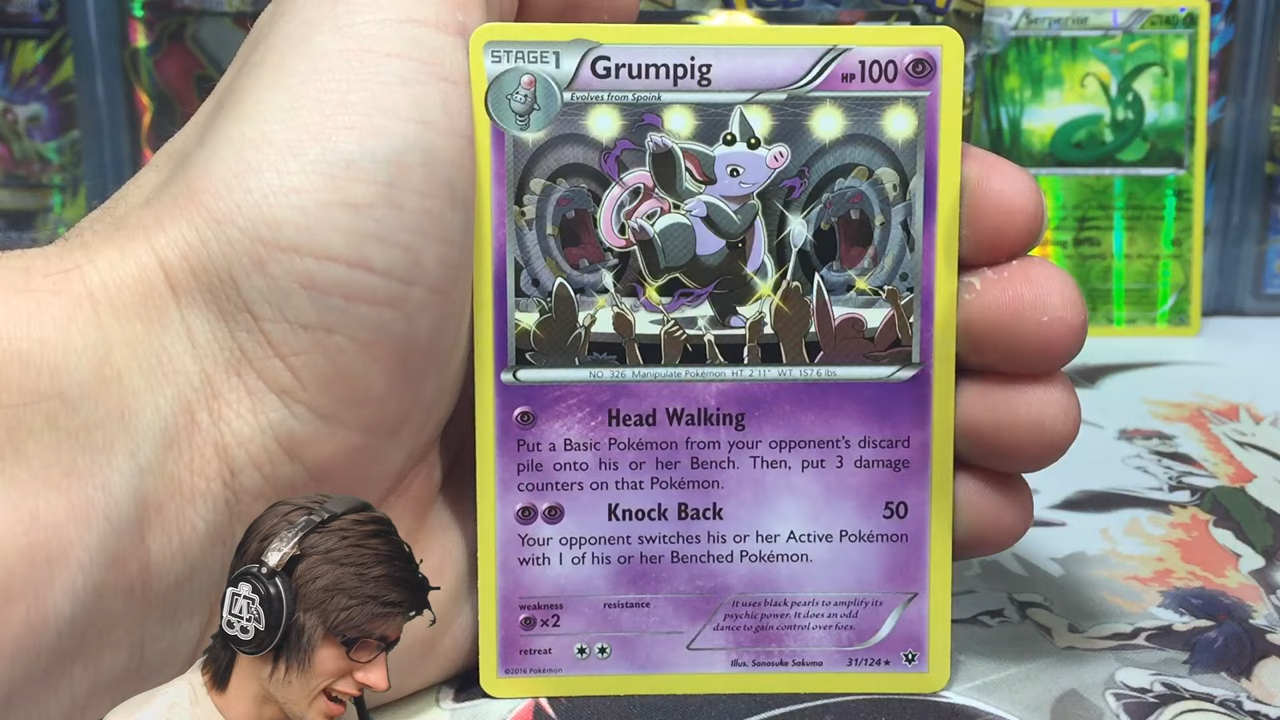 STAGE1
Grumpig
HP100
Evolves from Spoink
NO. 326 Manipulate Pokémon HT. 2'11" WT. 157.6 lbs.
Head Walking
Put a Basic Pokémon from your opponent's discard
pile onto his or her Bench. Then, put 3 damage
counters on that Pokémon.
Knock Back 50
Your opponent switches his or her Active Pokémon
with 1 of his or her Benched Pokémon.
weakness resistance
×2
It uses black pearls to amplify its
psychic power. It does an odd
dance to gain control over foes.
retreat
Illus. Sanosuke Sakuma 31/124★
©2016 Pokémon
Serperior